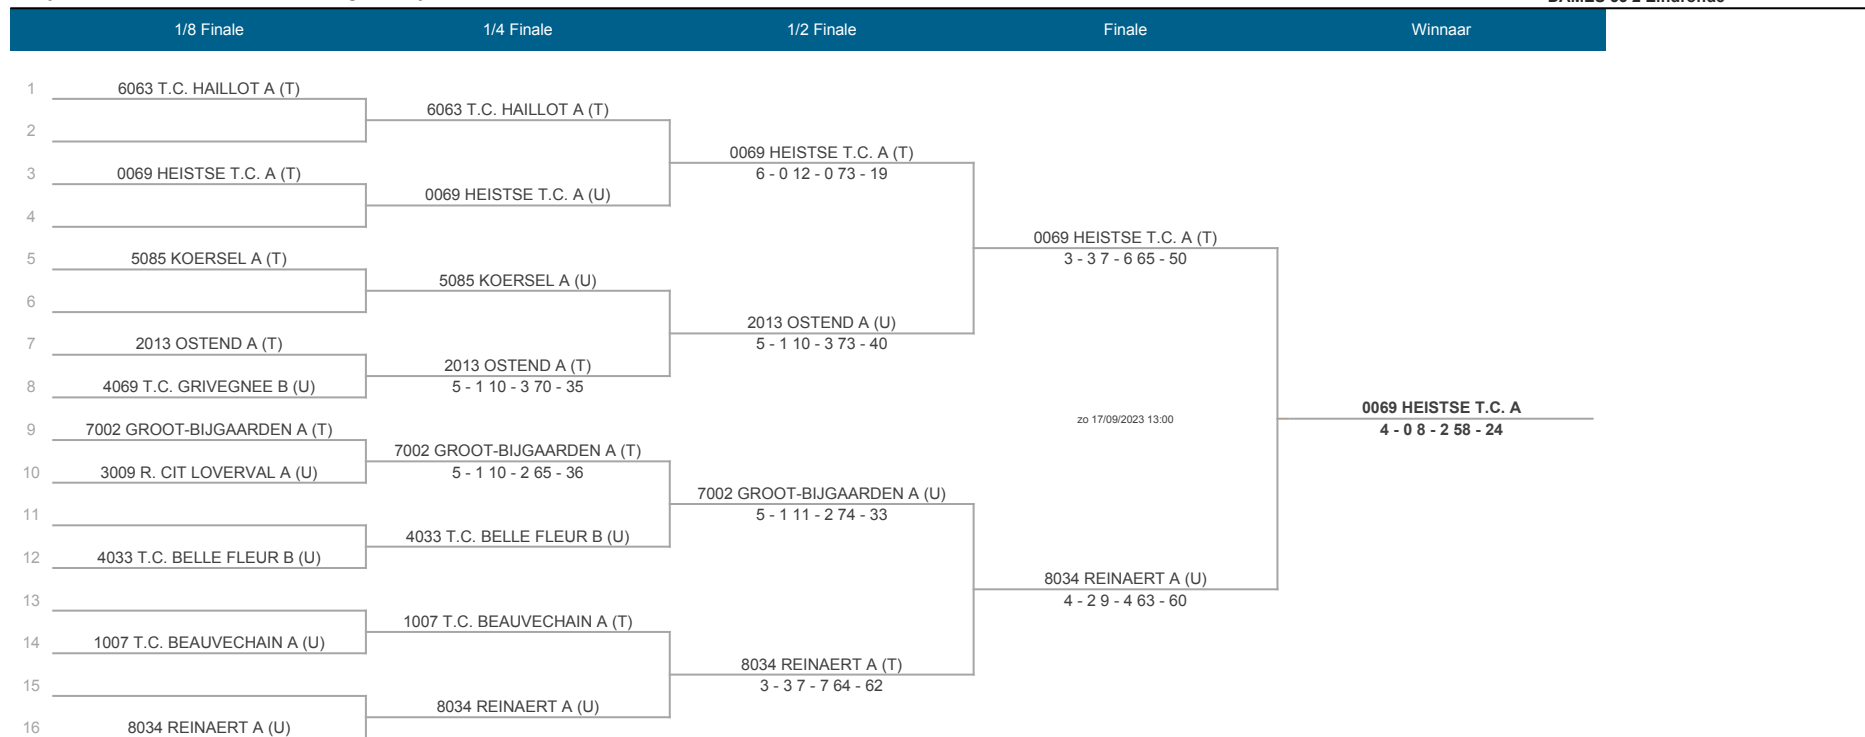 1/8 Finale 1/4 Finale 1/2 Finale Finale Winnaar
1 6063 T.C. HAILLOT A (T)
6063 T.C. HAILLOT A (T)
2
0069 HEISTSE T.C. A (T)
3 0069 HEISTSE T.C. A (T) 6 - 0 12 - 0 73 - 19
0069 HEISTSE T.C. A (U)
4
0069 HEISTSE T.C. A (T)
5 5085 KOERSEL A (T) 3 - 3 7 - 6 65 - 50
5085 KOERSEL A (U)
6
2013 OSTEND A (U)
7 2013 OSTEND A (T) 5 - 1 10 - 3 73 - 40
2013 OSTEND A (T)
8 4069 T.C. GRIVEGNEE B (U) 5 - 1 10 - 3 70 - 35
0069 HEISTSE T.C. A
zo 17/09/2023 13:00
9 7002 GROOT-BIJGAARDEN A (T) 4 - 0 8 - 2 58 - 24
7002 GROOT-BIJGAARDEN A (T)
10 3009 R. CIT LOVERVAL A (U) 5 - 1 10 - 2 65 - 36
7002 GROOT-BIJGAARDEN A (U)
11 5 - 1 11 - 2 74 - 33
4033 T.C. BELLE FLEUR B (U)
12 4033 T.C. BELLE FLEUR B (U)
8034 REINAERT A (U)
13 4 - 2 9 - 4 63 - 60
1007 T.C. BEAUVECHAIN A (T)
14 1007 T.C. BEAUVECHAIN A (U)
8034 REINAERT A (T)
15 3 - 3 7 - 7 64 - 62
8034 REINAERT A (U)
16 8034 REINAERT A (U)